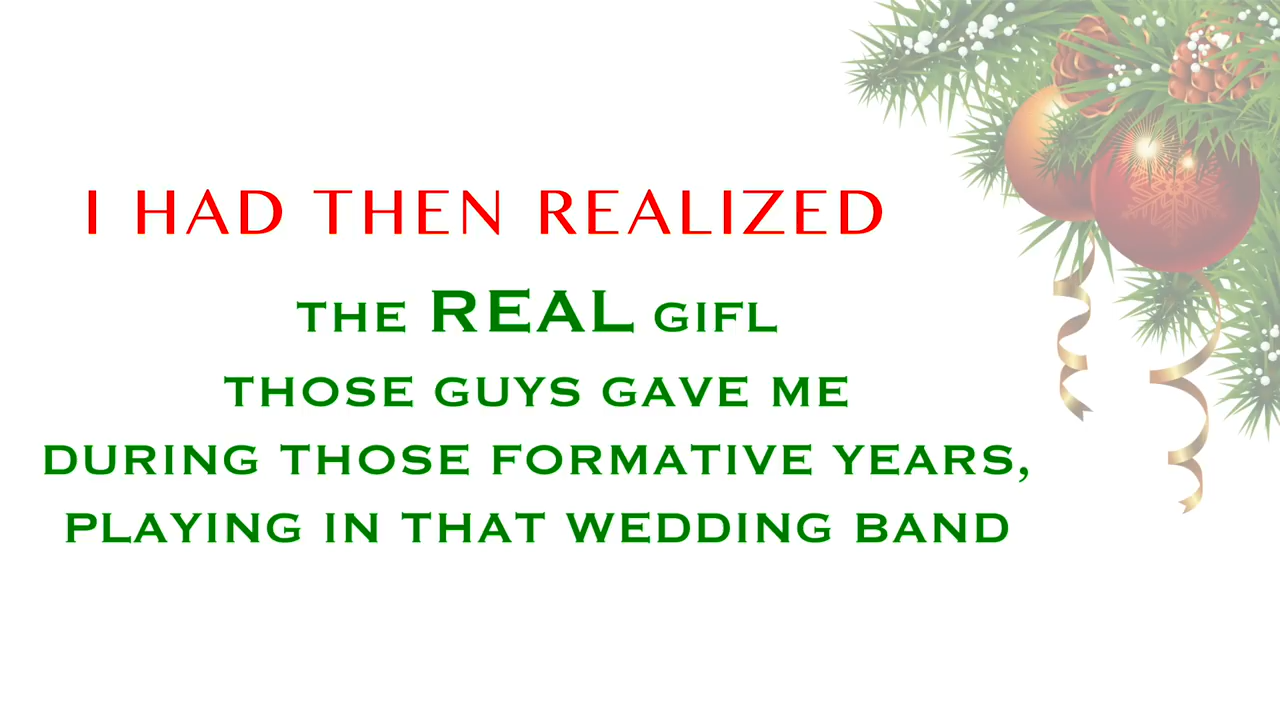 I HAD THEN REALIZED
THE REAL GIFL
THOSE GUYS GAVE ME
DURING THOSE FORMATIVE YEARS,
PLAYING IN THAT WEDDING BAND